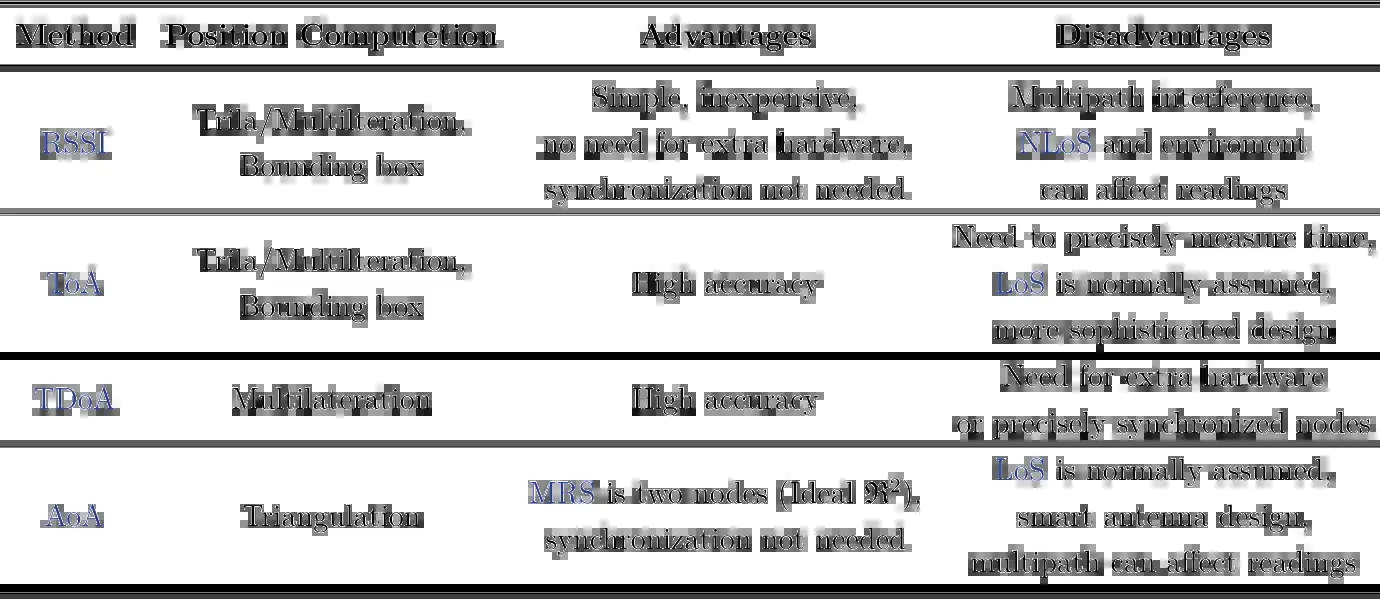 Method Position Computetion Advantages Disadvantages
RSSI
Trila/Multilteration,
Bounding box
Simple, inexpensive,
no need for extra hardware,
synchronization not needed
Multipath interference,
NLoS and enviroment
can affect readings
ToA
Trila/Multilteration,
Bounding box
High accuracy
Need to precisely measure time,
LoS is normally assumed,
more sophisticated design
TDoA
Multilateration
High accuracy
Need for extra hardware
or precisely synchronized nodes
AoA
Triangulation
MRS is two nodes (Ideal ℜ²),
synchronization not needed
LoS is normally assumed,
smart antenna design,
multipath can affect readings